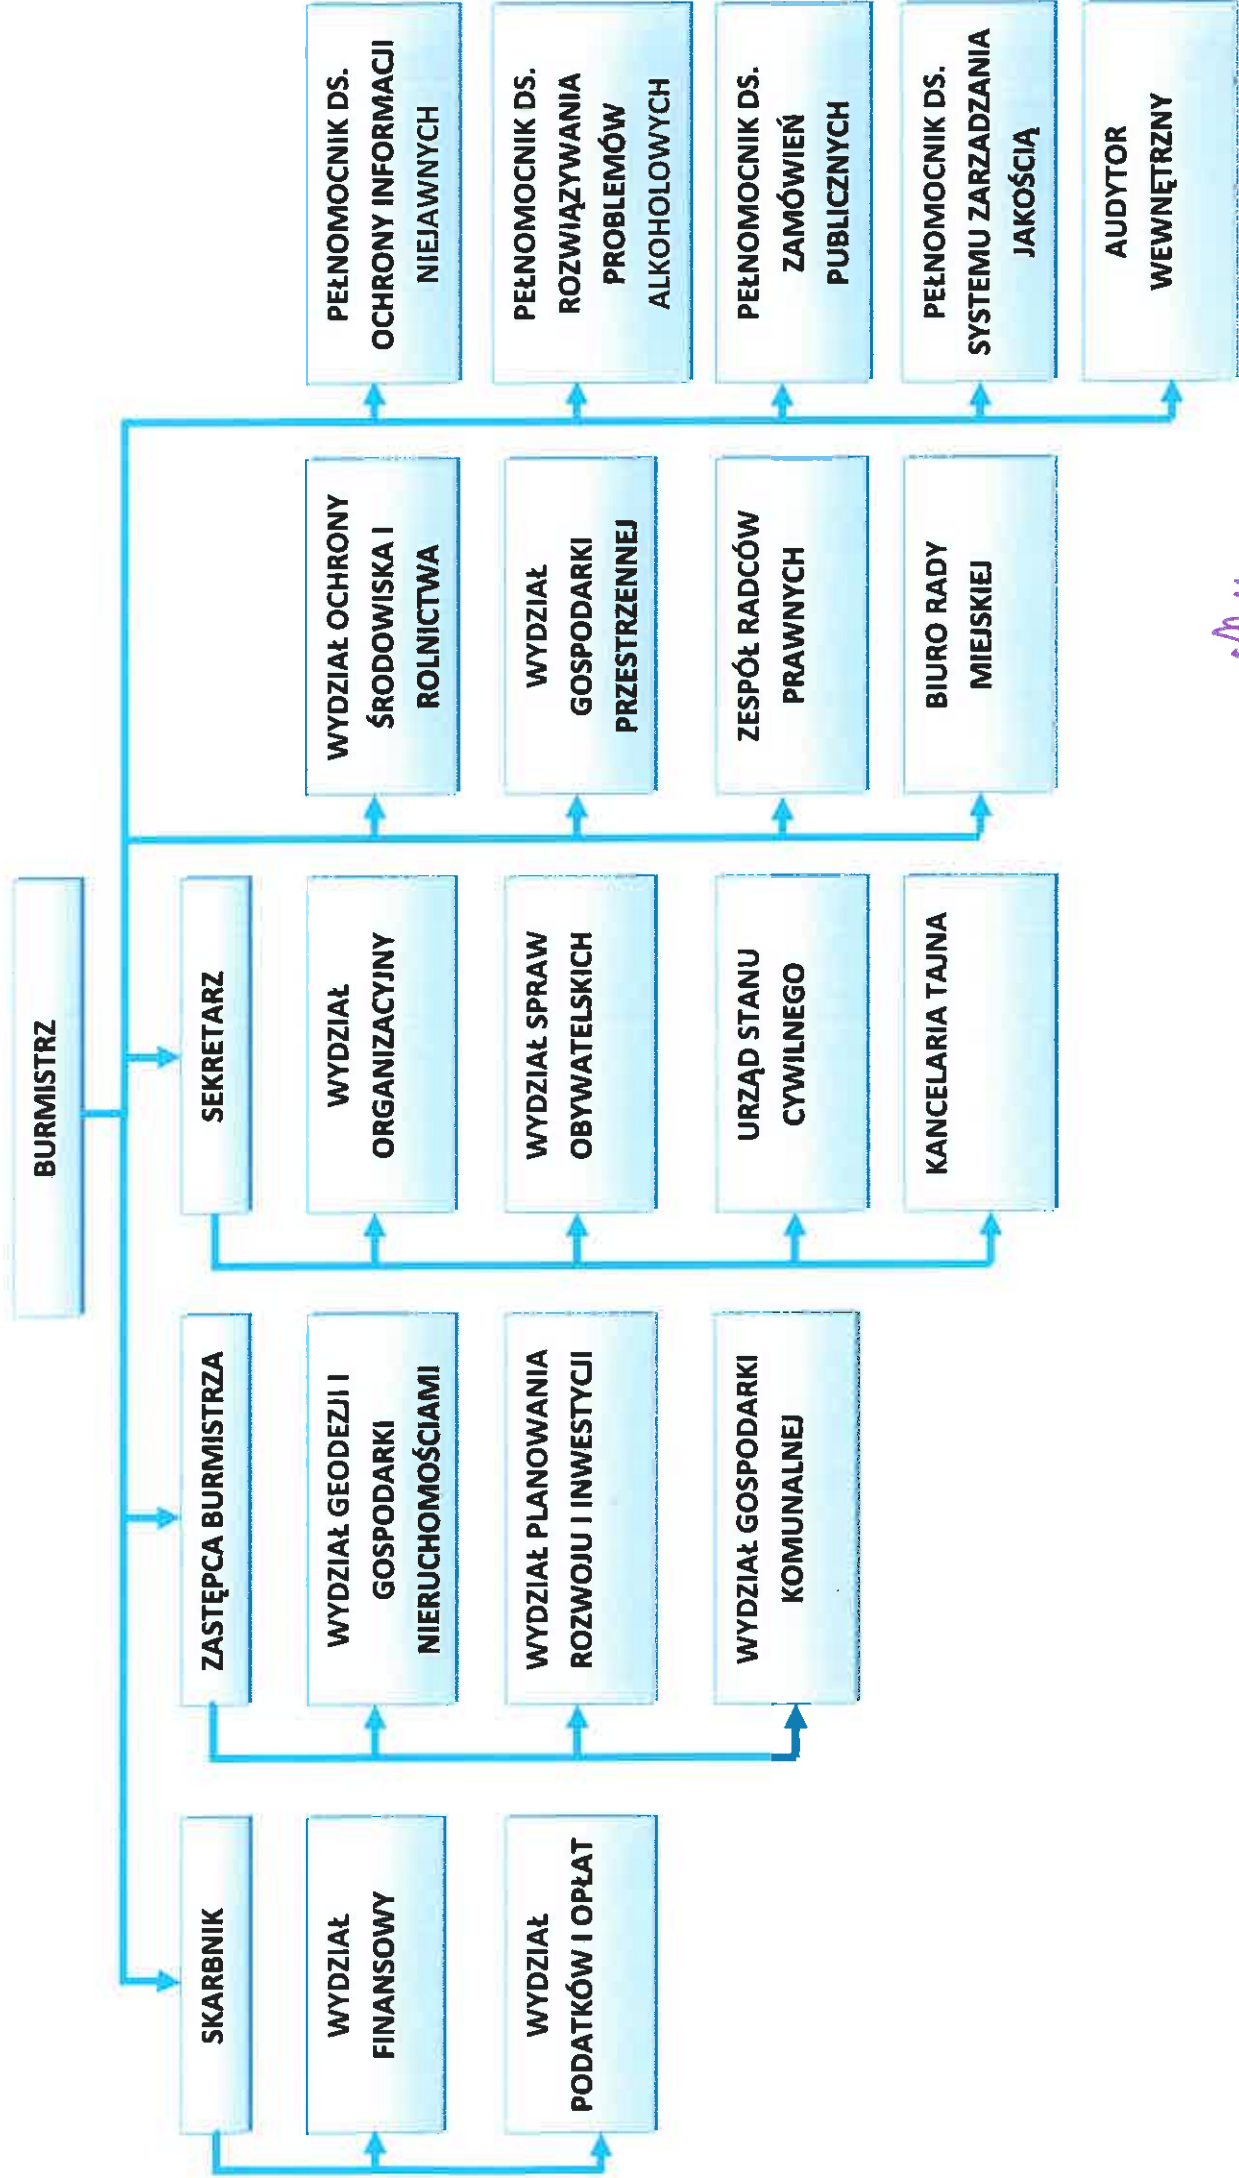 BURMISTRZ
SKARBNIK
ZASTĘPCA BURMISTRZA
SEKRETARZ
WYDZIAŁ
FINANSOWY
WYDZIAŁ
PODATKÓW I OPŁAT
WYDZIAŁ GEODEZJI I
GOSPODARKI
NIERUCHOMOŚCIAMI
WYDZIAŁ PLANOWANIA
ROZWOJU I INWESTYCJI
WYDZIAŁ GOSPODARKI
KOMUNALNEJ
WYDZIAŁ
ORGANIZACYJNY
WYDZIAŁ SPRAW
OBYWATELSKICH
URZĄD STANU
CYWILNEGO
KANCELARIA TAJNA
WYDZIAŁ OCHRONY
ŚRODOWISKA I
ROLNICTWA
WYDZIAŁ
GOSPODARKI
PRZESTRZENNEJ
ZESPÓŁ RADCÓW
PRAWNYCH
BIURO RADY
MIEJSKIEJ
PEŁNOMOCNIK DS.
OCHRONY INFORMACJI
NIEJAWNYCH
PEŁNOMOCNIK DS.
ROZWIĄZYWANIA
PROBLEMÓW
ALKOHOLOWYCH
PEŁNOMOCNIK DS.
ZAMÓWIEŃ
PUBLICZNYCH
PEŁNOMOCNIK DS.
SYSTEMU ZARZADZANIA
JAKOŚCIĄ
AUDYTOR
WEWNĘTRZNY